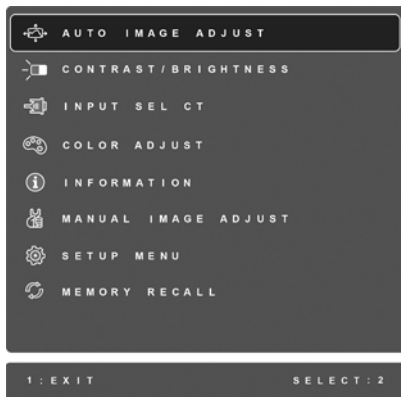 AUTO IMAGE ADJUST
CONTRAST/BRIGHTNESS
INPUT SEL CT
COLOR ADJUST
INFORMATION
MANUAL IMAGE ADJUST
SETUP MENU
MEMORY RECALL
1:EXIT SELECT:2